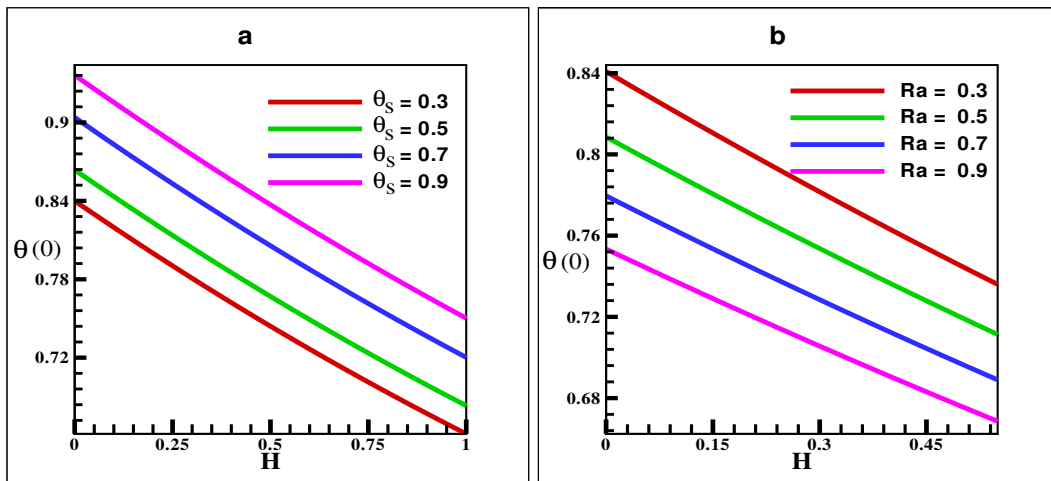 a
θS = 0.3
θS = 0.5
θS = 0.7
θS = 0.9
0.9
0.84
0.78
0.72
θ(0)
0
0.25
0.5
0.75
1
H
b
Ra = 0.3
Ra = 0.5
Ra = 0.7
Ra = 0.9
0.84
0.8
0.76
0.72
0.68
θ(0)
0
0.15
0.3
0.45
H